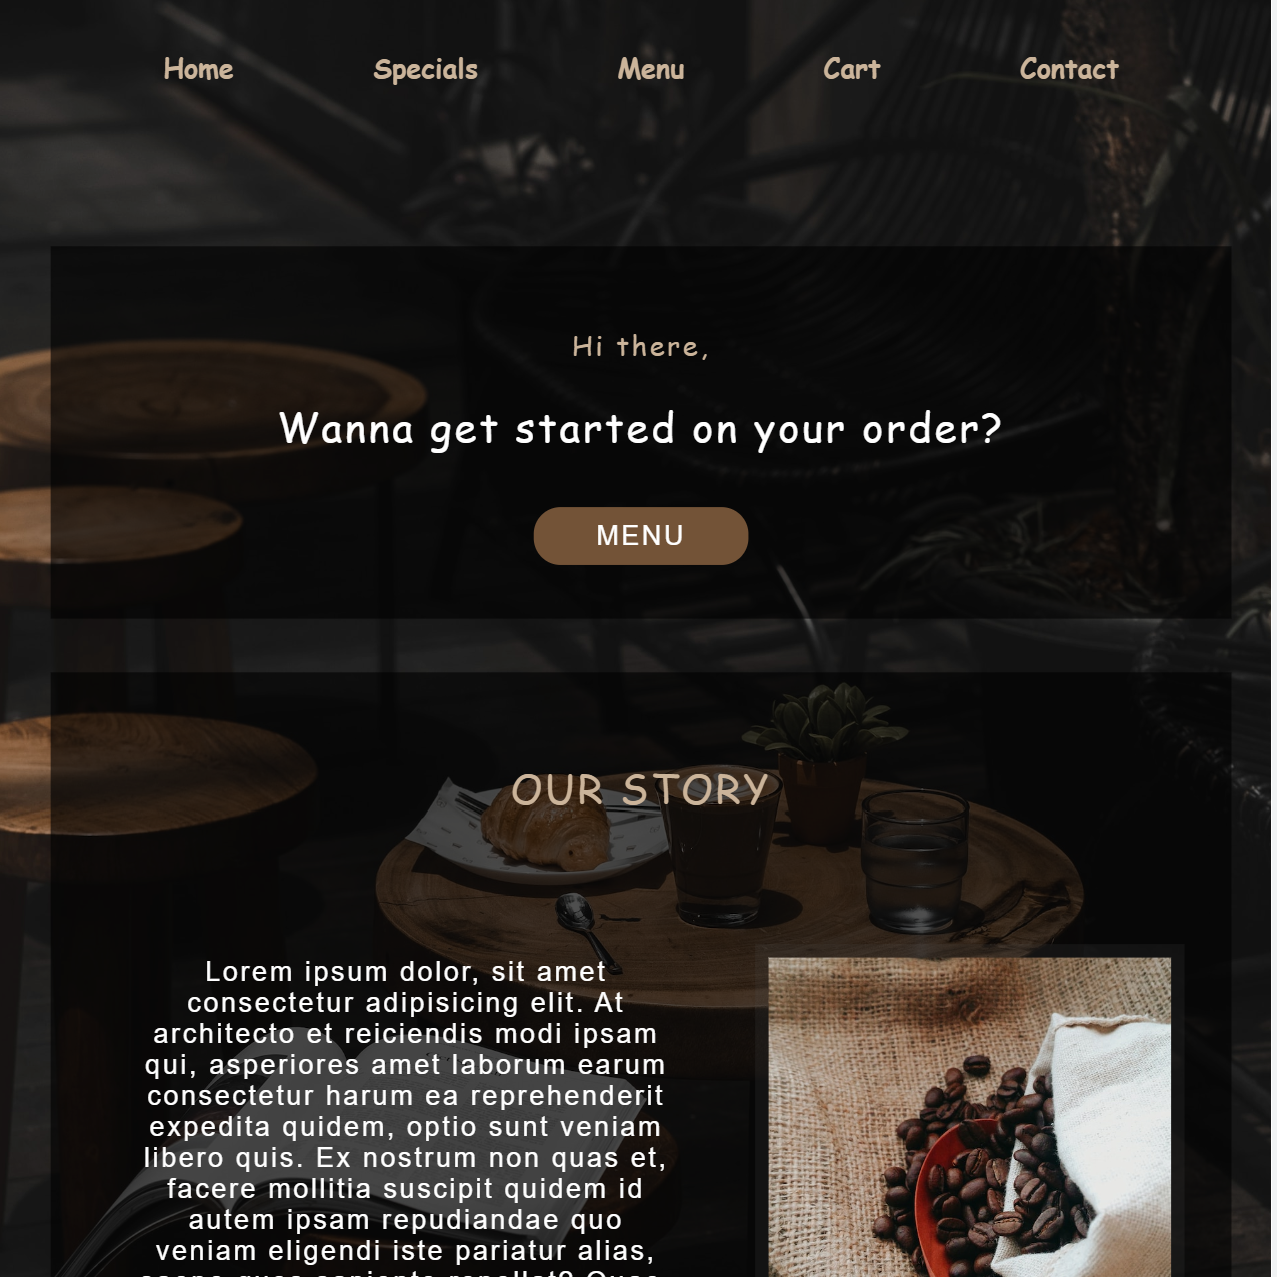 Home Specials Menu Cart Contact
Hi there,
Wanna get started on your order?
MENU
OUR STORY
Lorem ipsum dolor, sit amet
consectetur adipisicing elit. At
architecto et reiciendis modi ipsam
qui, asperiores amet laborum earum
consectetur harum ea reprehenderit
expedita quidem, optio sunt veniam
libero quis. Ex nostrum non quas et,
facere mollitia suscipit quidem id
autem ipsam repudiandae quo
veniam eligendi iste pariatur alias,